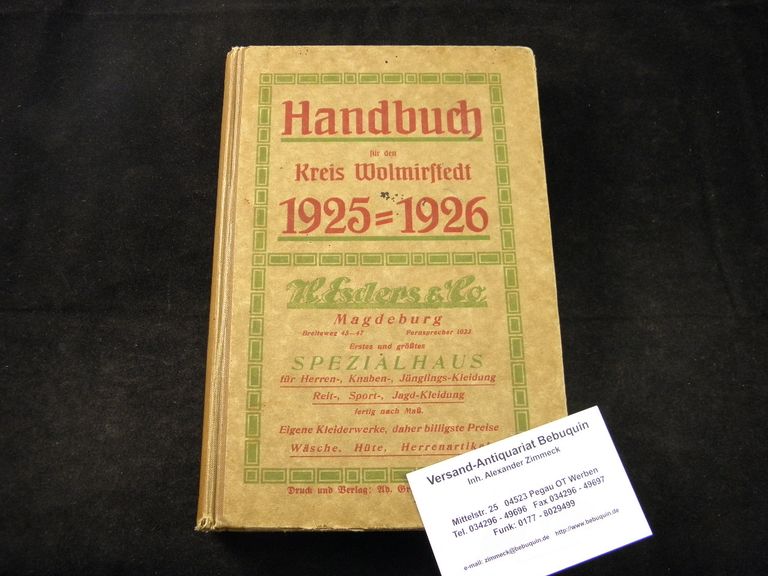 Handbuch
für den
Kreis Wolmirstedt
1925=1926
H. Esders & Co
Magdeburg
Breiteweg 45—47 Fernsprecher 1023
Erstes und größtes
SPEZIALHAUS
für Herren-, Knaben-, Jünglings-Kleidung
Reit-, Sport-, Jagd-Kleidung
fertig nach Maß.
Eigene Kleiderwerke, daher billigste Preise
Wäsche, Hüte, Herrenartikel
Druck und Verlag: Ad. Gr
Versand-Antiquariat Bebuquin
Inh. Alexander Zimmeck
Mittelstr. 25 04523 Pegau OT Werben
Tel. 034296 - 49696 Fax 034296 - 49697
Funk: 0177 - 8029499
e-mail: zimmeck@bebuquin.de http://www.bebuquin.de